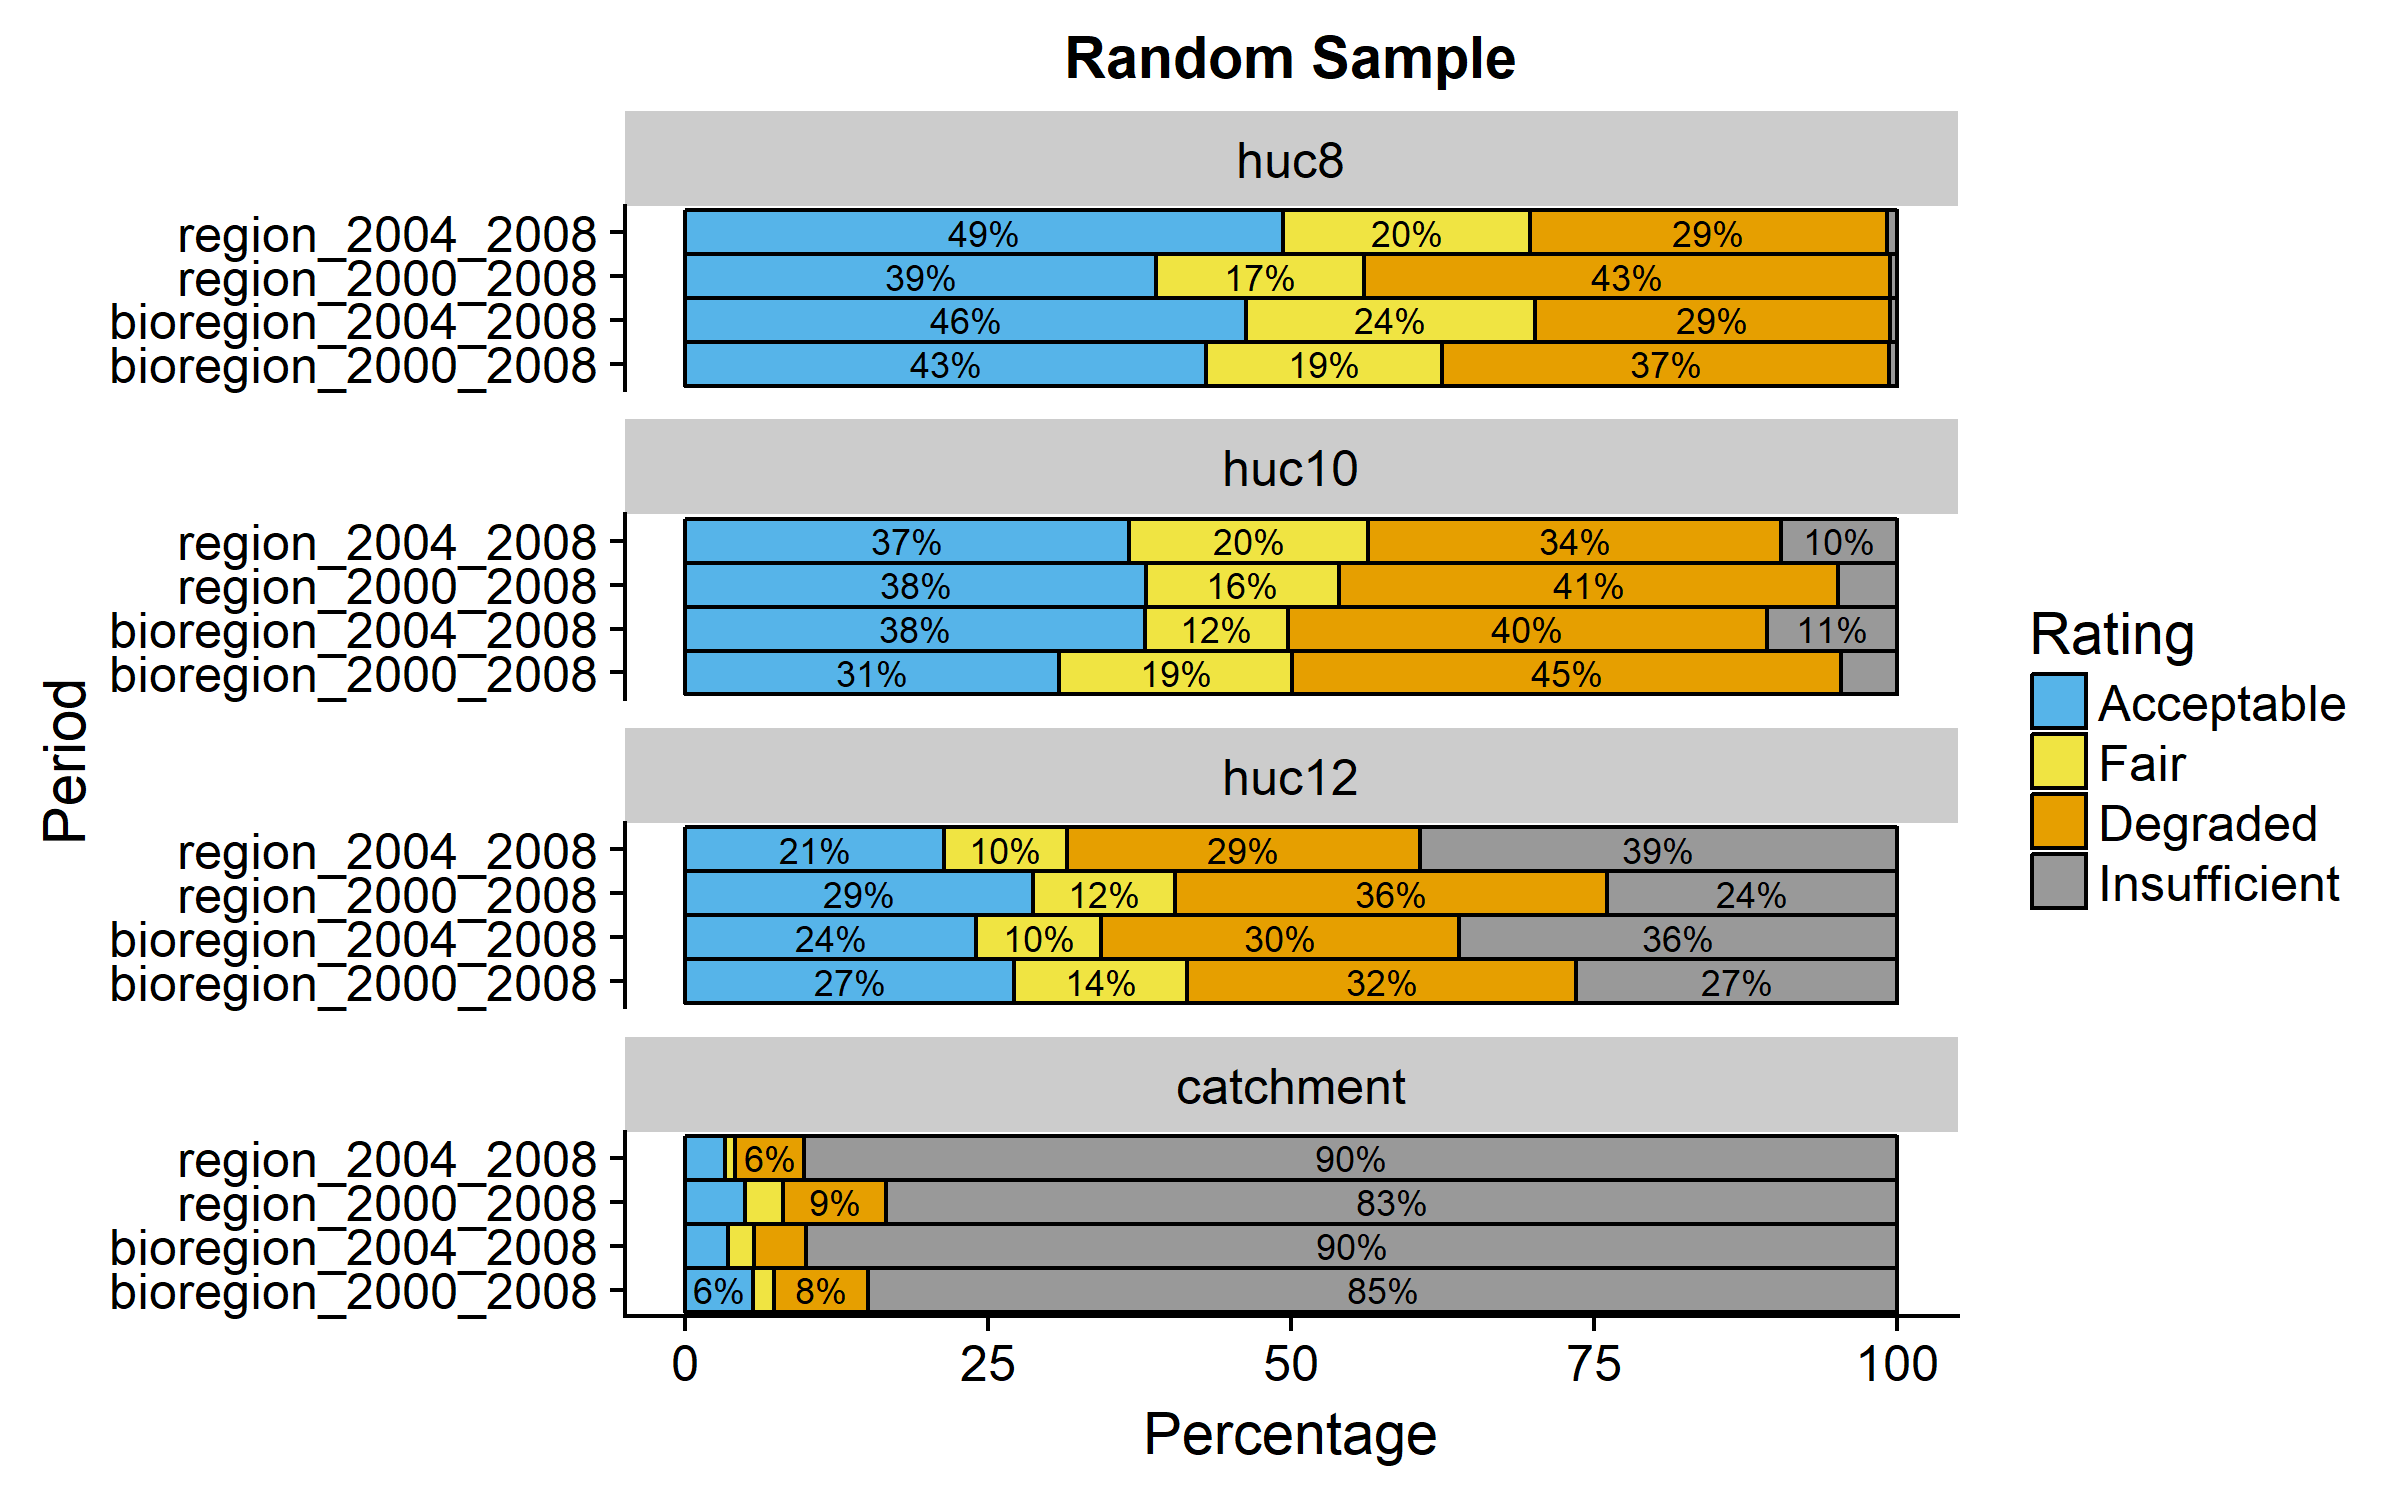 Random Sample
huc8
region_2004_2008 49% 20% 29%
region_2000_2008 39% 17% 43%
bioregion_2004_2008 46% 24% 29%
bioregion_2000_2008 43% 19% 37%
huc10
region_2004_2008 37% 20% 34% 10%
region_2000_2008 38% 16% 41%
bioregion_2004_2008 38% 12% 40% 11%
bioregion_2000_2008 31% 19% 45%
huc12
region_2004_2008 21% 10% 29% 39%
region_2000_2008 29% 12% 36% 24%
bioregion_2004_2008 24% 10% 30% 36%
bioregion_2000_2008 27% 14% 32% 27%
catchment
region_2004_2008 6% 90%
region_2000_2008 9% 83%
bioregion_2004_2008 90%
bioregion_2000_2008 6% 8% 85%
0 25 50 75 100
Percentage
Period
Rating
Acceptable
Fair
Degraded
Insufficient